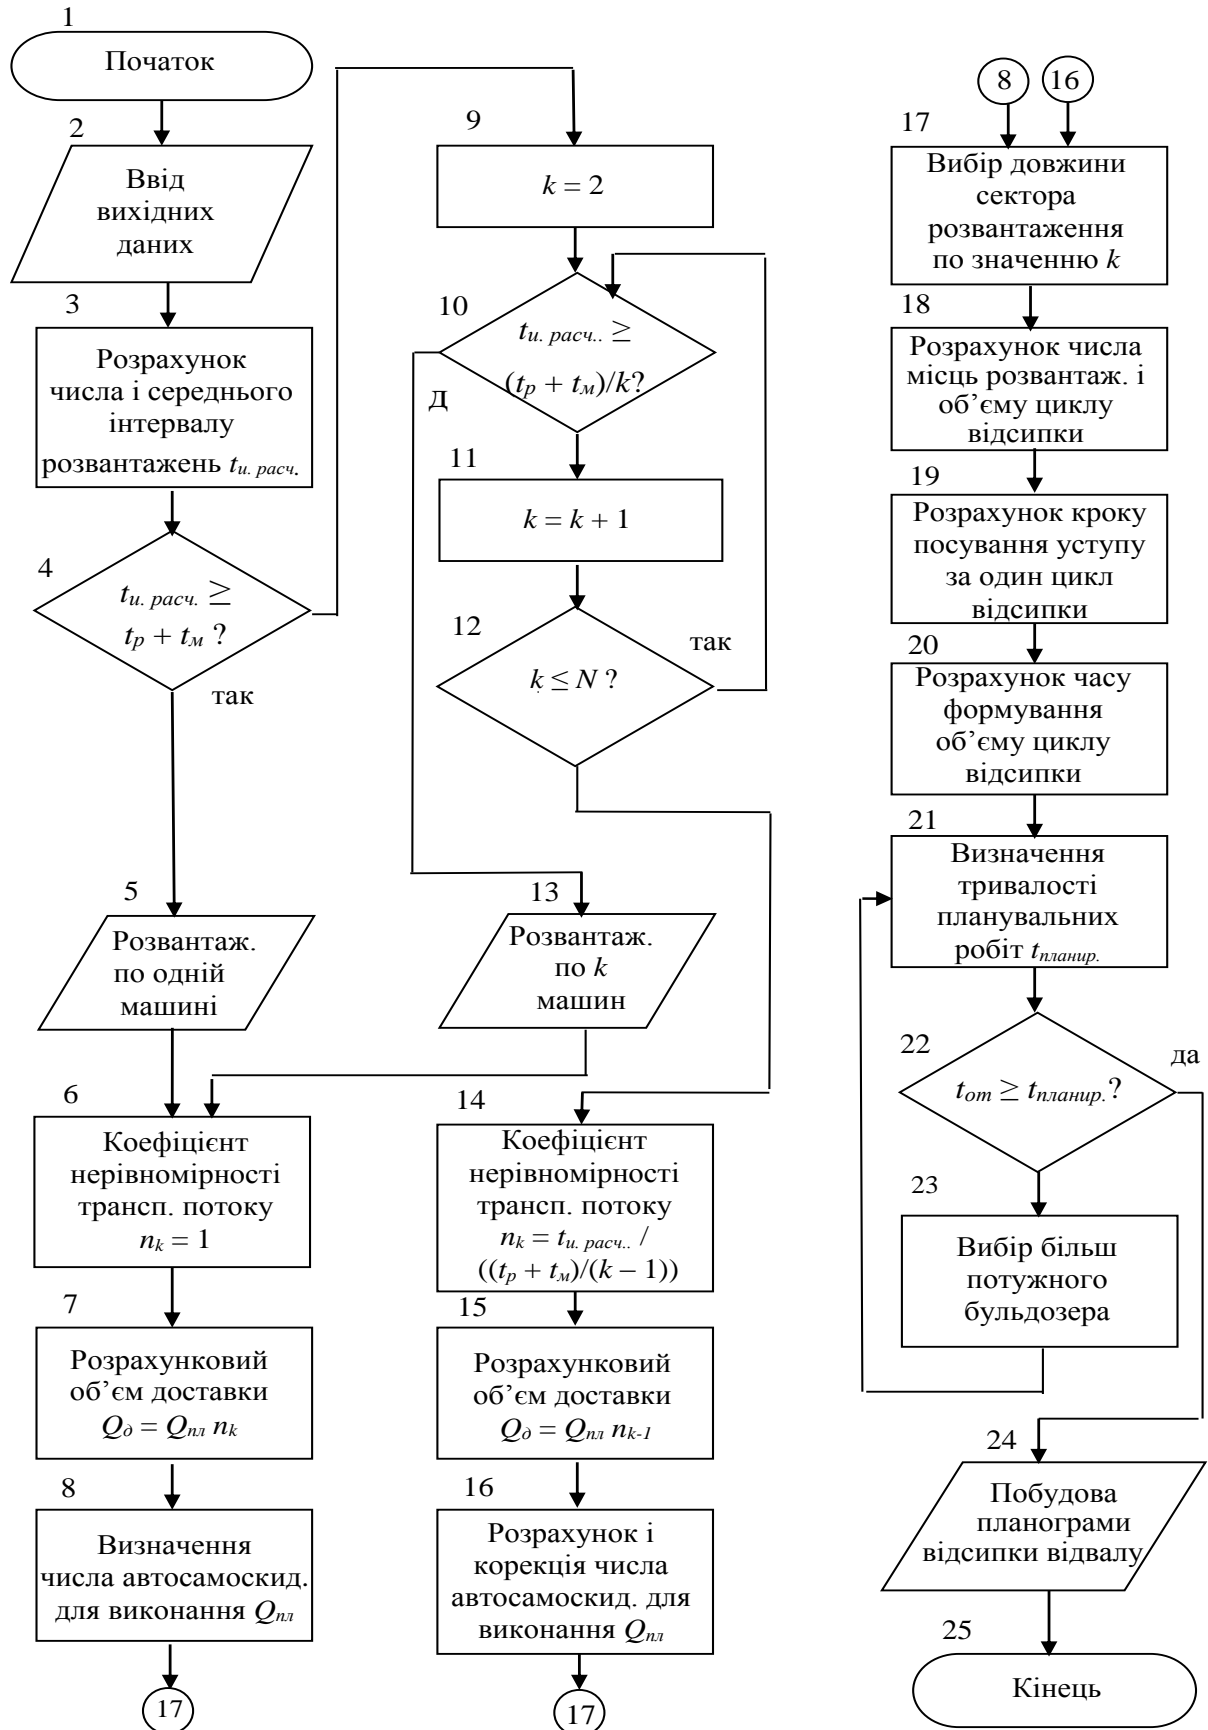 1
Початок
2
Ввід
вихідних
даних
3
Розрахунок
числа і середнього
інтервалу
розвантажень tи. расч.
4
tи. расч. ≥
tр + tм ?
так
5
Розвантаж.
по одній
машині
6
Коефіцієнт
нерівномірності
трансп. потоку
nk = 1
7
Розрахунковий
об’єм доставки
Qд = Qпл nk
8
Визначення
числа автосамоскид.
для виконання Qпл
17
9
k = 2
10
tи. расч.. ≥
(tр + tм)/k?
Д
11
k = k + 1
12
k ≤ N ?
так
13
Розвантаж.
по k
машин
14
Коефіцієнт
нерівномірності
трансп. потоку
nk = tи. расч.. /
((tр + tм)/(k – 1))
15
Розрахунковий
об’єм доставки
Qд = Qпл nk-1
16
Розрахунок і
корекція числа
автосамоскид. для
виконання Qпл
17
8
16
17
Вибір довжини
сектора
розвантаження
по значенню k
18
Розрахунок числа
місць розвантаж. і
об’єму циклу
відсипки
19
Розрахунок кроку
посування уступу
за один цикл
відсипки
20
Розрахунок часу
формування
об’єму циклу
відсипки
21
Визначення
тривалості
планувальних
робіт tпланир.
22
tот ≥ tпланир.?
да
23
Вибір більш
потужного
бульдозера
24
Побудова
планограми
відсипки відвалу
25
Кінець